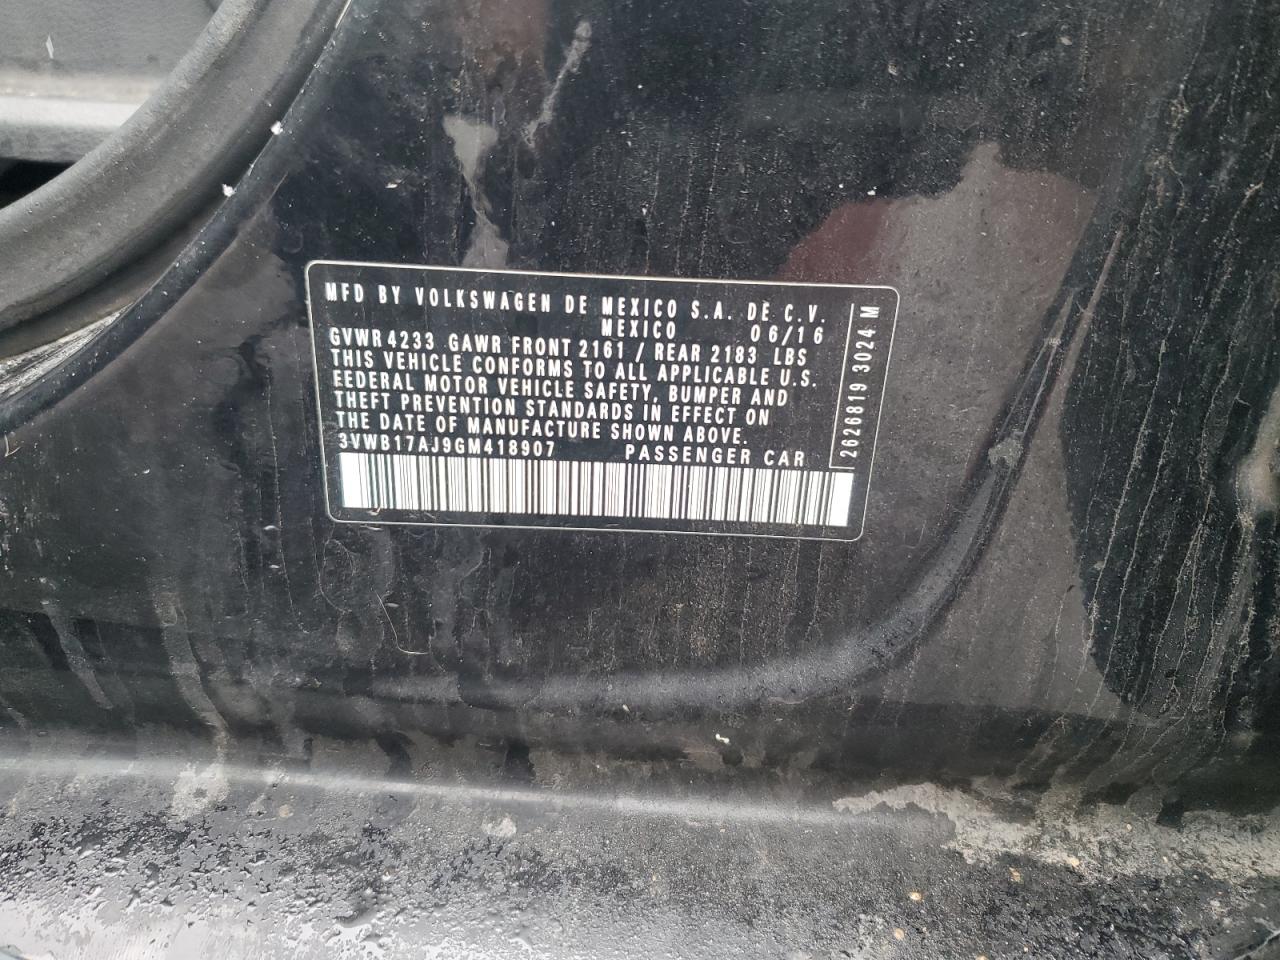 MFD BY VOLKSWAGEN DE MEXICO S.A. DE C.V.
MEXICO 06/16
GVWR 4233 GAWR FRONT 2161 / REAR 2183 LBS
THIS VEHICLE CONFORMS TO ALL APPLICABLE U.S.
FEDERAL MOTOR VEHICLE SAFETY, BUMPER AND
THEFT PREVENTION STANDARDS IN EFFECT ON
THE DATE OF MANUFACTURE SHOWN ABOVE.
3VWB17AJ9GM418907 PASSENGER CAR
2626819 3024 M